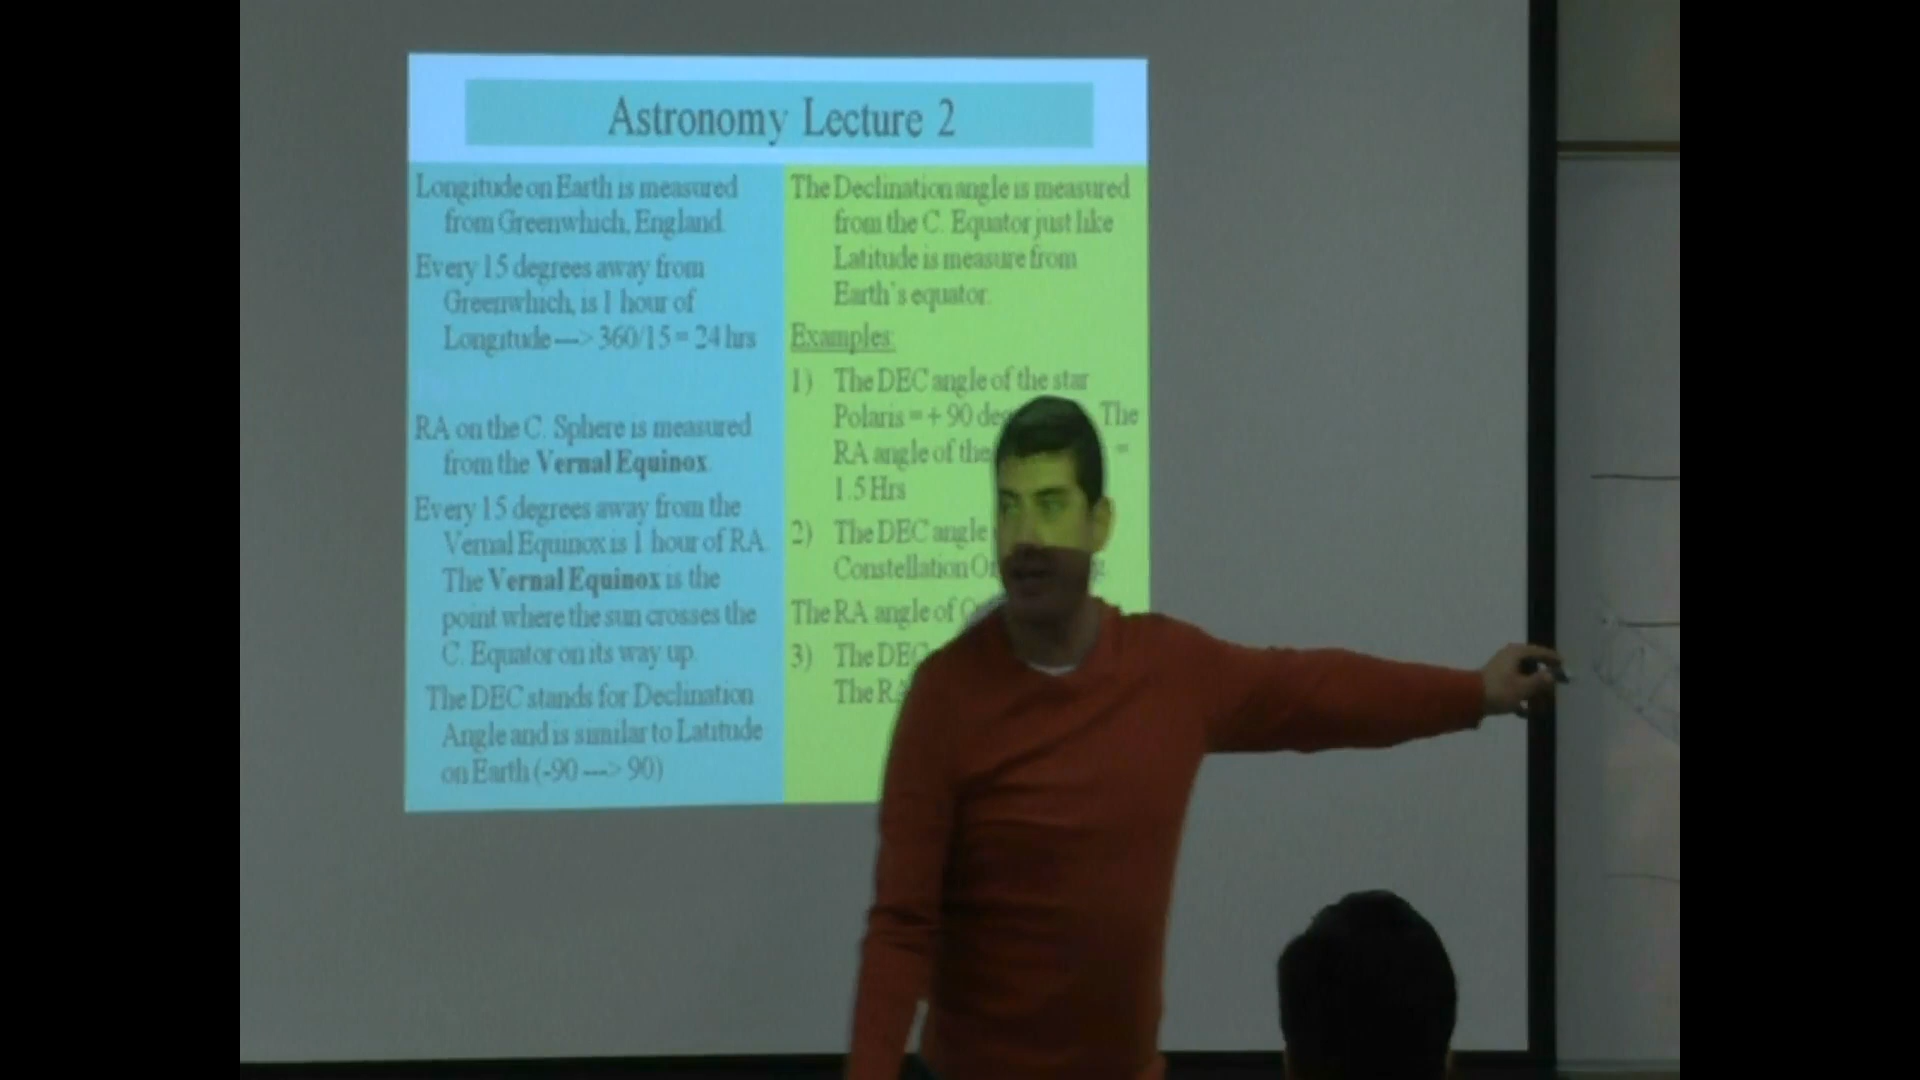 Astronomy Lecture 2
Longitude on Earth is measured
from Greenwhich, England.
Every 15 degrees away from
Greenwhich, is 1 hour of
Longitude ---> 360/15 = 24 hrs
RA on the C. Sphere is measured
from the Vernal Equinox.
Every 15 degrees away from the
Vernal Equinox is 1 hour of RA.
The Vernal Equinox is the
point where the sun crosses the
C. Equator on its way up.
The DEC stands for Declination
Angle and is similar to Latitude
on Earth (-90 ---> 90)
The Declination angle is measured
from the C. Equator just like
Latitude is measure from
Earth's equator.
Examples:
1) The DEC angle of the star
Polaris = + 90 The
RA angle of the =
1.5 Hrs
2) The DEC angle
Constellation
The RA angle of
3) The DEC
The